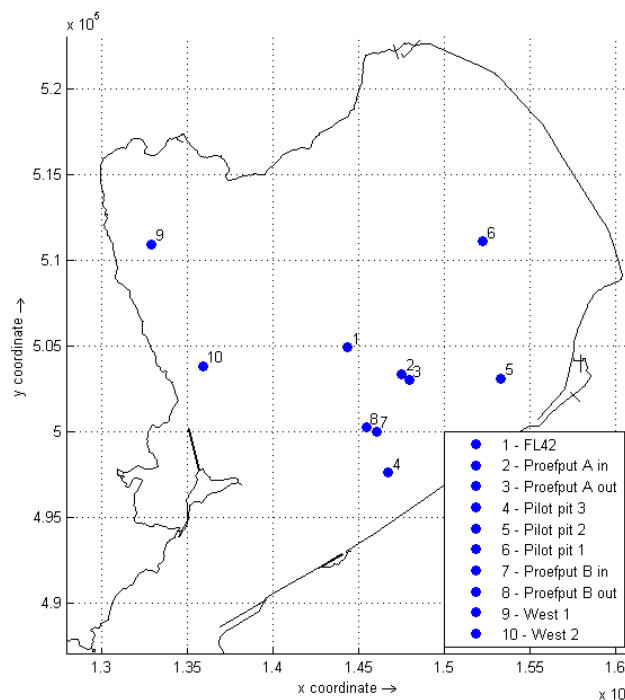 x 10⁵
5.2
5.15
5.1
5.05
5
4.95
4.9
y coordinate →
9
6
1
10
2
3
5
8
7
4
1 - FL42
2 - Proefput A in
3 - Proefput A out
4 - Pilot pit 3
5 - Pilot pit 2
6 - Pilot pit 1
7 - Proefput B in
8 - Proefput B out
9 - West 1
10 - West 2
1.3 1.35 1.4 1.45 1.5 1.55 1.6
x coordinate →
x 10